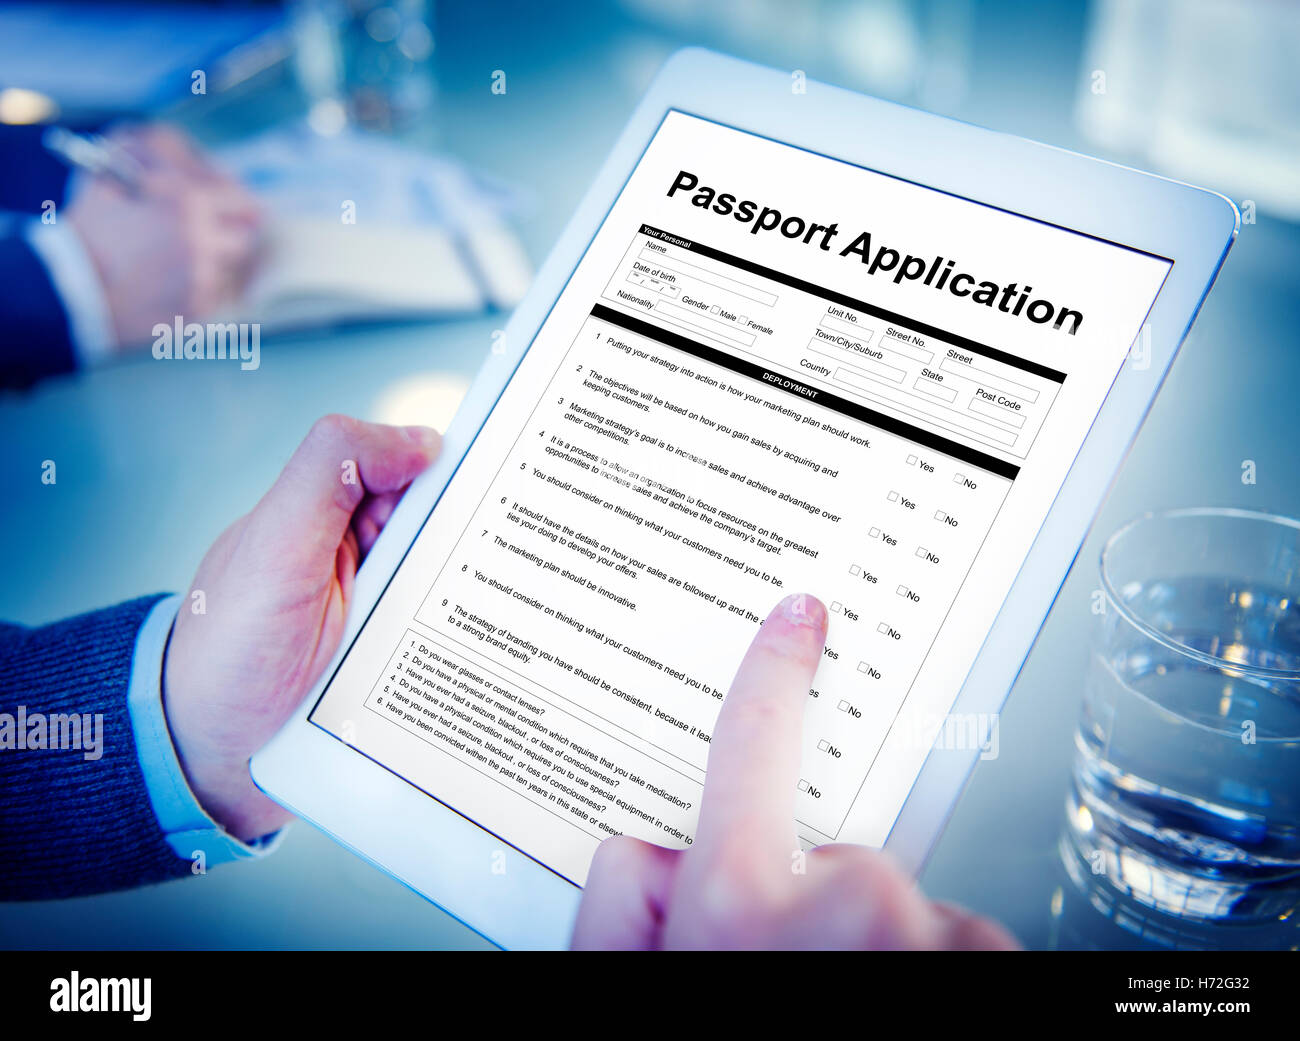 Passport Application
Your Personal
Name
Date of birth
Gender Male Female
Nationality
Unit No. Street No. Street
Town/City/Suburb State Post Code
Country
DEPLOYMENT
1 Putting your strategy into action is how your marketing plan should work. Yes No
2 The objectives will be based on how you gain sales by acquiring and
keeping customers. Yes No
3 Marketing strategy's goal is to increase sales and achieve advantage over
other competitions. Yes No
4 It is a process to allow an organization to focus resources on the greatest
opportunities to increase sales and achieve the company's target. Yes No
5 You should consider on thinking what your customers need you to be. Yes No
6 It should have the details on how your sales are followed up and the
ties your doing to develop your offers. Yes No
7 The marketing plan should be innovative. No
8 You should consider on thinking what your customers need you to be. No
9 The strategy of branding you have should be consistent, because it
to a strong brand equity. No
1. Do you wear glasses or contact lenses?
2. Do you have a physical or mental condition which requires that you take medication?
3. Have you ever had a seizure, blackout, or loss of consciousness?
4. Do you have a physical condition which requires you to use special equipment in order to
5. Have you ever had a seizure, blackout, or loss of consciousness?
6. Have you been convicted within the past ten years in this state or
a alamy
alamy
Image ID: H72G32
www.alamy.com